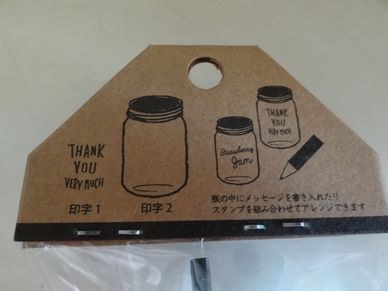 THANK
YOU
VERY MUCH
印字1
印字2
Strawberry
Jam
THANK
YOU
VERY MUCH
瓶の中にメッセージを書き入れたり
スタンプを組み合わせてアレンジできます